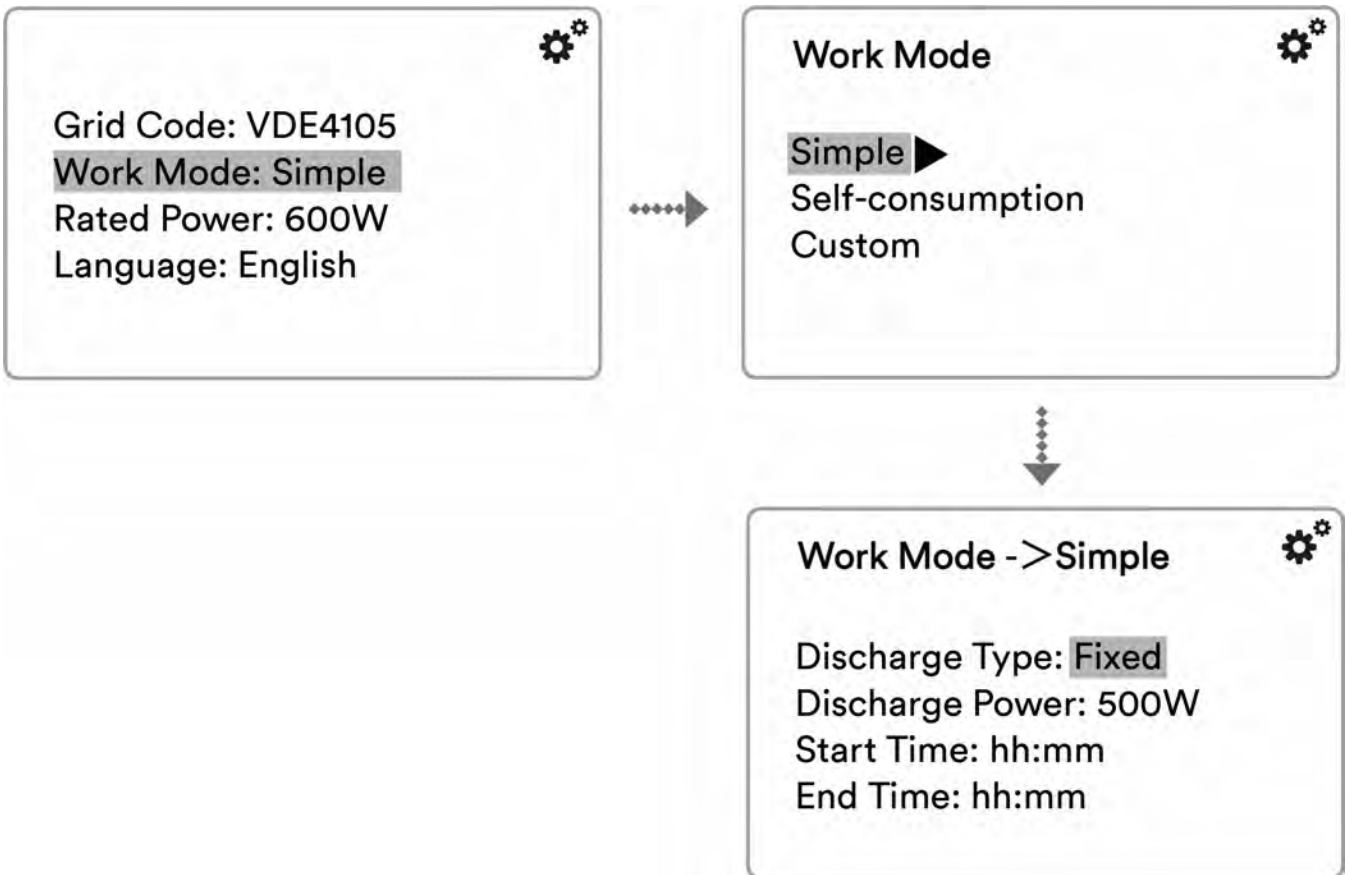 Grid Code: VDE4105
Work Mode: Simple
Rated Power: 600W
Language: English
Work Mode
Simple
Self-consumption
Custom
Work Mode ->Simple
Discharge Type: Fixed
Discharge Power: 500W
Start Time: hh:mm
End Time: hh:mm